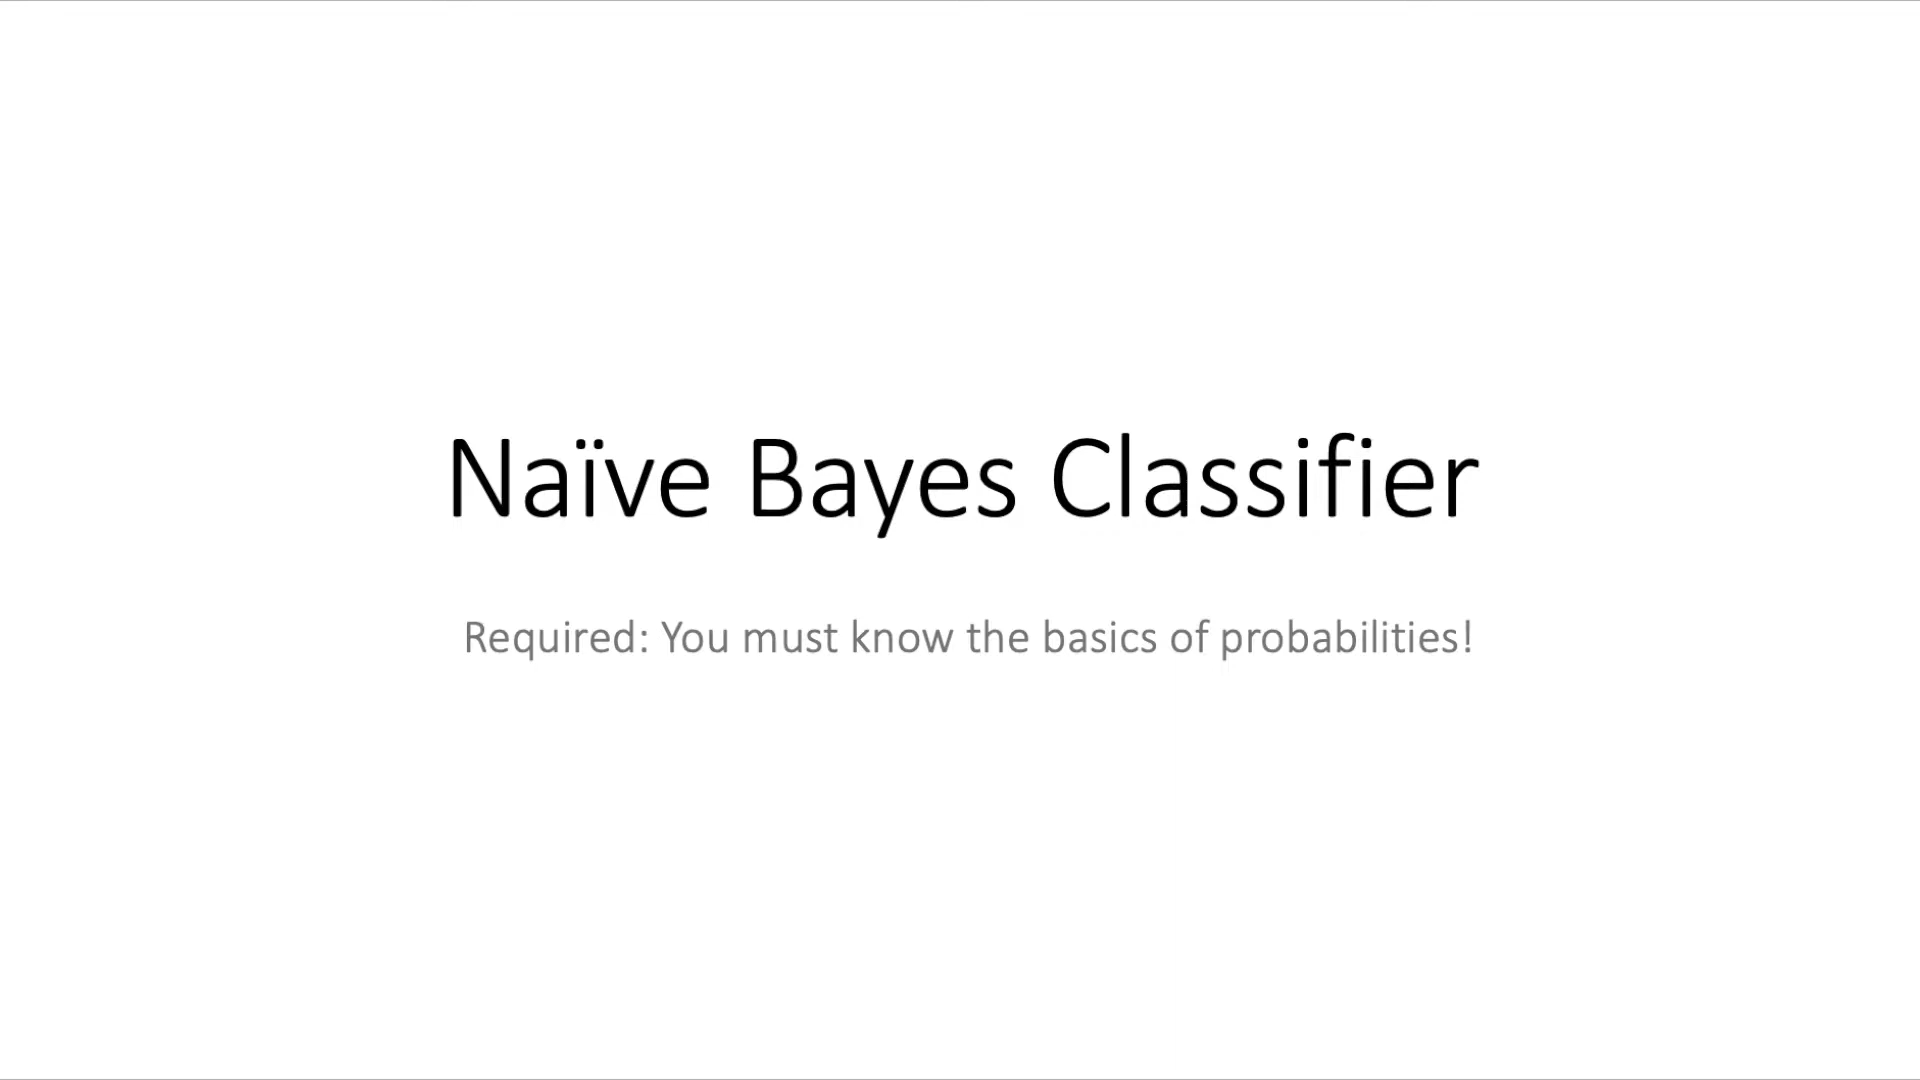 Naïve Bayes Classifier
Required: You must know the basics of probabilities!